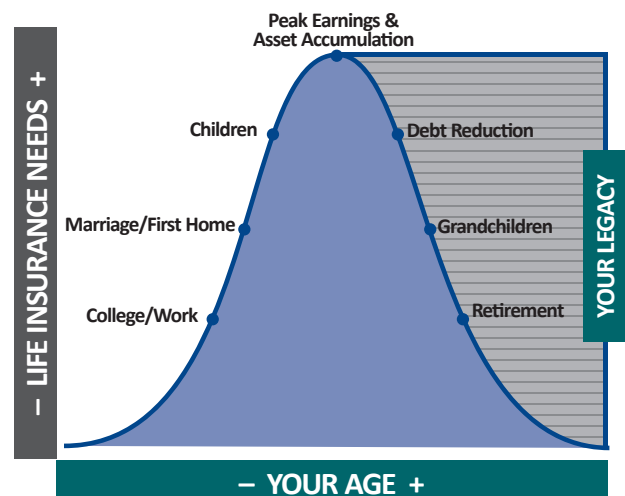 Peak Earnings &
Asset Accumulation
Children
Debt Reduction
Marriage/First Home
Grandchildren
College/Work
Retirement
– LIFE INSURANCE NEEDS +
YOUR LEGACY
– YOUR AGE +